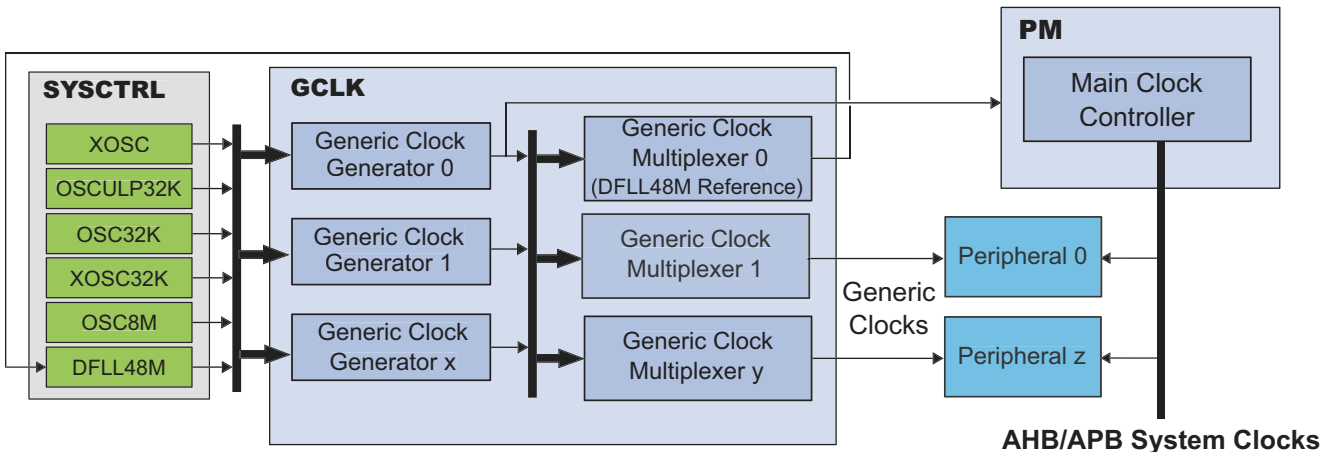 PM
Main Clock
Controller
SYSCTRL
XOSC
OSCULP32K
OSC32K
XOSC32K
OSC8M
DFLL48M
GCLK
Generic Clock
Generator 0
Generic Clock
Generator 1
Generic Clock
Generator x
Generic Clock
Multiplexer 0
(DFLL48M Reference)
Generic Clock
Multiplexer 1
Generic Clock
Multiplexer y
Generic
Clocks
Peripheral 0
Peripheral z
AHB/APB System Clocks